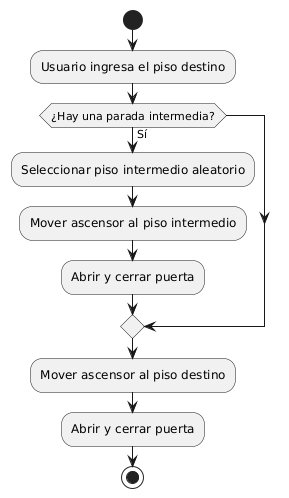 Usuario ingresa el piso destino
¿Hay una parada intermedia?
Sí
Seleccionar piso intermedio aleatorio
Mover ascensor al piso intermedio
Abrir y cerrar puerta
Mover ascensor al piso destino
Abrir y cerrar puerta